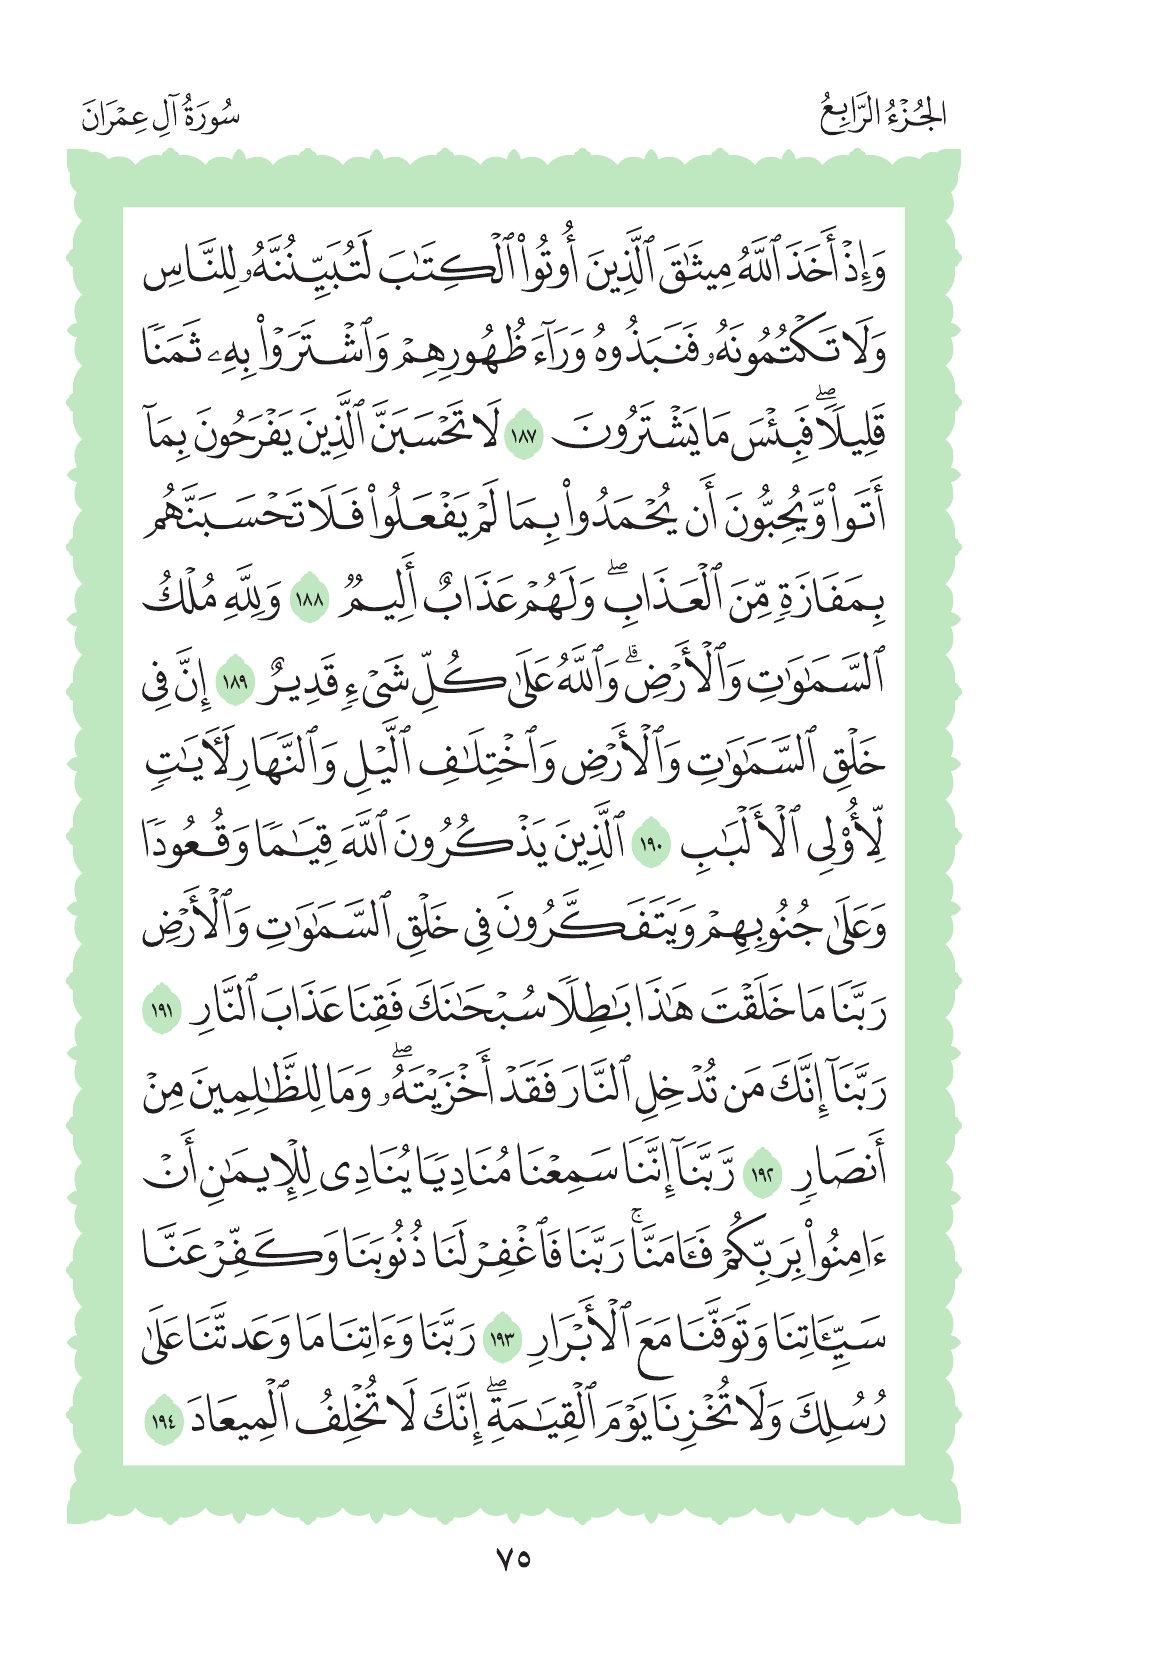 الجُزْءُ الرَّابِعُ
سُورَةُ آلِ عِمْرَانَ
وَإِذْ أَخَذَ ٱللَّهُ مِيثَٰقَ ٱلَّذِينَ أُوتُوا۟ ٱلْكِتَٰبَ لَتُبَيِّنُنَّهُۥ لِلنَّاسِ
وَلَا تَكْتُمُونَهُۥ فَنَبَذُوهُ وَرَآءَ ظُهُورِهِمْ وَٱشْتَرَوْا۟ بِهِۦ ثَمَنًا
قَلِيلًا ۖ فَبِئْسَ مَا يَشْتَرُونَ ١٨٧ لَا تَحْسَبَنَّ ٱلَّذِينَ يَفْرَحُونَ بِمَآ
أَتَوا۟ وَّيُحِبُّونَ أَن يُحْمَدُوا۟ بِمَا لَمْ يَفْعَلُوا۟ فَلَا تَحْسَبَنَّهُم
بِمَفَازَةٍ مِّنَ ٱلْعَذَابِ ۖ وَلَهُمْ عَذَابٌ أَلِيمٌ ١٨٨ وَلِلَّهِ مُلْكُ
ٱلسَّمَٰوَٰتِ وَٱلْأَرْضِ ۗ وَٱللَّهُ عَلَىٰ كُلِّ شَىْءٍ قَدِيرٌ ١٨٩ إِنَّ فِى
خَلْقِ ٱلسَّمَٰوَٰتِ وَٱلْأَرْضِ وَٱخْتِلَٰفِ ٱلَّيْلِ وَٱلنَّهَارِ لَـَٔايَٰتٍ
لِّأُو۟لِى ٱلْأَلْبَٰبِ ١٩٠ ٱلَّذِينَ يَذْكُرُونَ ٱللَّهَ قِيَٰمًا وَقُعُودًا
وَعَلَىٰ جُنُوبِهِمْ وَيَتَفَكَّرُونَ فِى خَلْقِ ٱلسَّمَٰوَٰتِ وَٱلْأَرْضِ
رَبَّنَا مَا خَلَقْتَ هَٰذَا بَٰطِلًا سُبْحَٰنَكَ فَقِنَا عَذَابَ ٱلنَّارِ ١٩١
رَبَّنَآ إِنَّكَ مَن تُدْخِلِ ٱلنَّارَ فَقَدْ أَخْزَيْتَهُۥ ۖ وَمَا لِلظَّٰلِمِينَ مِنْ
أَنصَارٍ ١٩٢ رَّبَّنَآ إِنَّنَا سَمِعْنَا مُنَادِيًا يُنَادِى لِلْإِيمَٰنِ أَنْ
ءَامِنُوا۟ بِرَبِّكُمْ فَـَٔامَنَّا ۚ رَبَّنَا فَٱغْفِرْ لَنَا ذُنُوبَنَا وَكَفِّرْ عَنَّا
سَيِّـَٔاتِنَا وَتَوَفَّنَا مَعَ ٱلْأَبْرَارِ ١٩٣ رَبَّنَا وَءَاتِنَا مَا وَعَدتَّنَا عَلَىٰ
رُسُلِكَ وَلَا تُخْزِنَا يَوْمَ ٱلْقِيَٰمَةِ ۖ إِنَّكَ لَا تُخْلِفُ ٱلْمِيعَادَ ١٩٤
٧٥